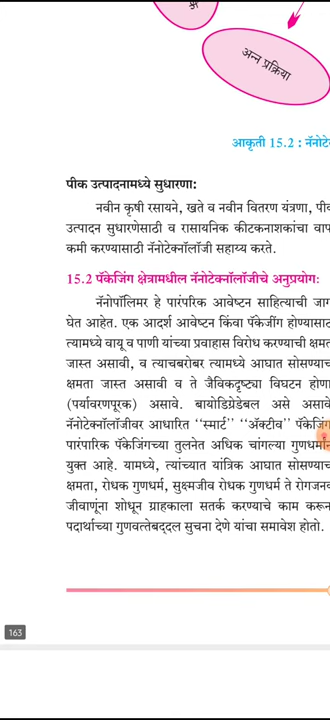 अन्न प्रक्रिया
आकृती 15.2 : नॅनोटे
पीक उत्पादनामध्ये सुधारणा:
नवीन कृषी रसायने, खते व नवीन वितरण यंत्रणा, पीक
उत्पादन सुधारणेसाठी व रासायनिक कीटकनाशकांचा वाप
कमी करण्यासाठी नॅनोटेक्नॉलॉजी सहाय्य करते.
15.2 पॅकेजिंग क्षेत्रामधील नॅनोटेक्नॉलॉजीचे अनुप्रयोग:
नॅनोपॉलिमर हे पारंपरिक आवेष्टन साहित्याची जाग
घेत आहेत. एक आदर्श आवेष्टन किंवा पॅकेजींग होण्यासाठ
त्यामध्ये वायू व पाणी यांच्या प्रवाहास विरोध करण्याची क्षमत
जास्त असावी, व त्याचबरोबर त्यामध्ये आघात सोसण्याच
क्षमता जास्त असावी व ते जैविकदृष्ट्या विघटन होणा
(पर्यावरणपूरक) असावे. बायोडिग्रेडेबल असे असावे
नॅनोटेक्नॉलॉजीवर आधारित "स्मार्ट" "ॲक्टीव" पॅकेजिंग
पारंपारिक पॅकेजिंगच्या तुलनेत अधिक चांगल्या गुणधर्मांन
युक्त आहे. यामध्ये, त्यांच्यात यांत्रिक आघात सोसण्याच
क्षमता, रोधक गुणधर्म, सुक्ष्मजीव रोधक गुणधर्म ते रोगजनक
जीवाणूंना शोधून ग्राहकाला सतर्क करण्याचे काम करून
पदार्थाच्या गुणवत्तेबद्दल सुचना देणे यांचा समावेश होतो.
163